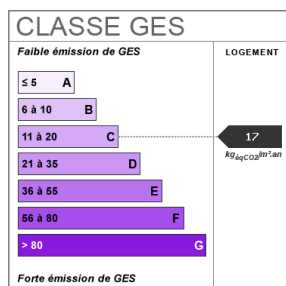 CLASSE GES
Faible émission de GES
LOGEMENT
≤ 5 A
6 à 10 B
11 à 20 C
17
kgéqCO2/m².an
21 à 35 D
36 à 55 E
56 à 80 F
> 80 G
Forte émission de GES